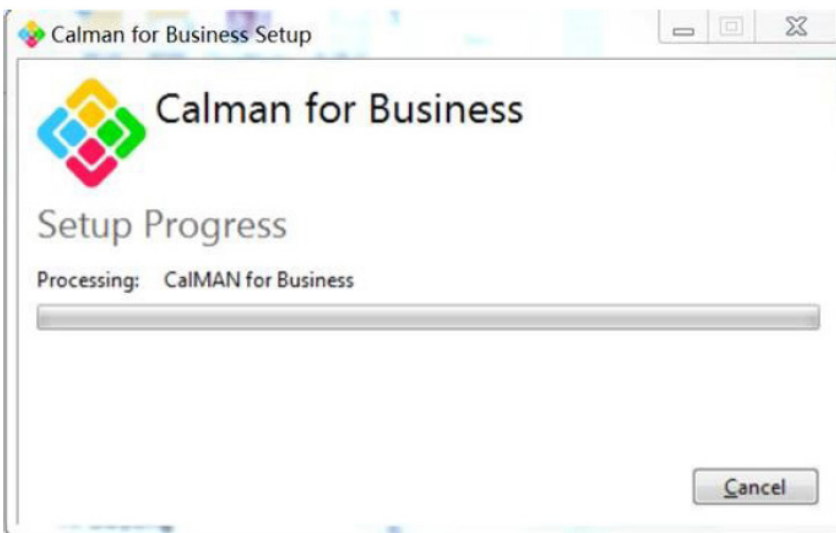 Calman for Business Setup
Calman for Business
Setup Progress
Processing: CalMAN for Business
Cancel